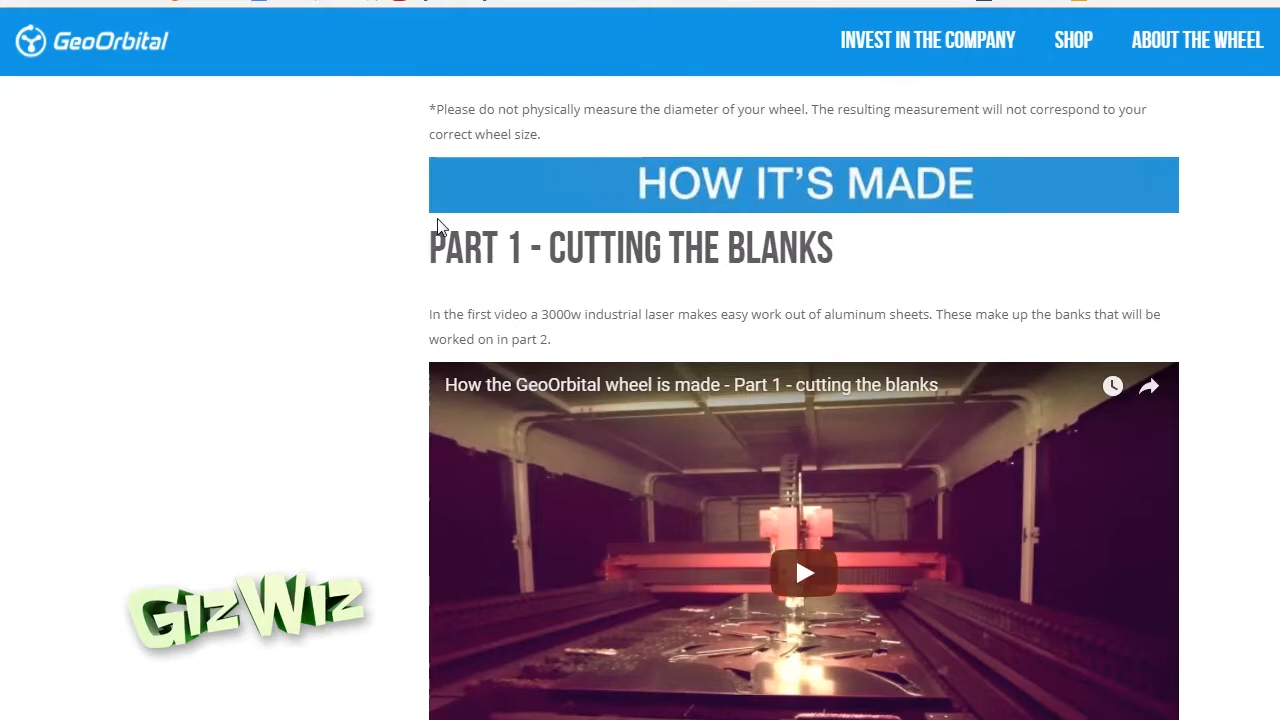 GeoOrbital
INVEST IN THE COMPANY
SHOP
ABOUT THE WHEEL
*Please do not physically measure the diameter of your wheel. The resulting measurement will not correspond to your
correct wheel size.
HOW IT'S MADE
PART 1 - CUTTING THE BLANKS
In the first video a 3000w industrial laser makes easy work out of aluminum sheets. These make up the banks that will be
worked on in part 2.
How the GeoOrbital wheel is made - Part 1 - cutting the blanks
GizWiz